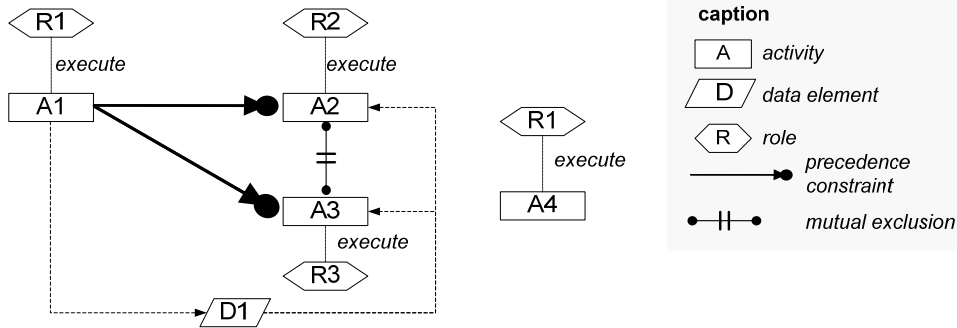 R1
execute
A1
R2
execute
A2
A3
execute
R3
D1
R1
execute
A4
caption
A activity
D data element
R role
precedence
constraint
mutual exclusion